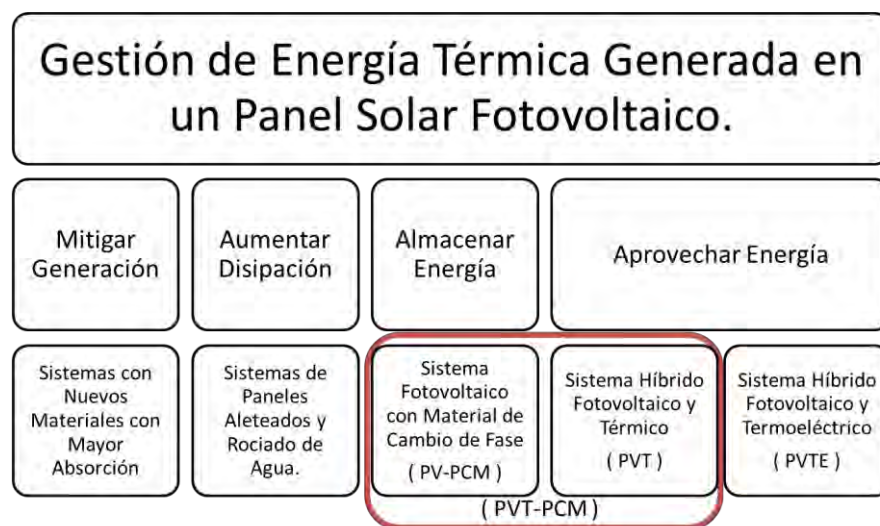 Gestión de Energía Térmica Generada en
un Panel Solar Fotovoltaico.
Mitigar
Generación
Aumentar
Disipación
Almacenar
Energía
Aprovechar Energía
Sistemas con
Nuevos
Materiales con
Mayor
Absorción
Sistemas de
Paneles
Aleteados y
Rociado de
Agua.
Sistema
Fotovoltaico
con Material de
Cambio de Fase
( PV-PCM )
Sistema Híbrido
Fotovoltaico y
Térmico
( PVT )
Sistema Híbrido
Fotovoltaico y
Termoeléctrico
( PVTE )
( PVT-PCM )